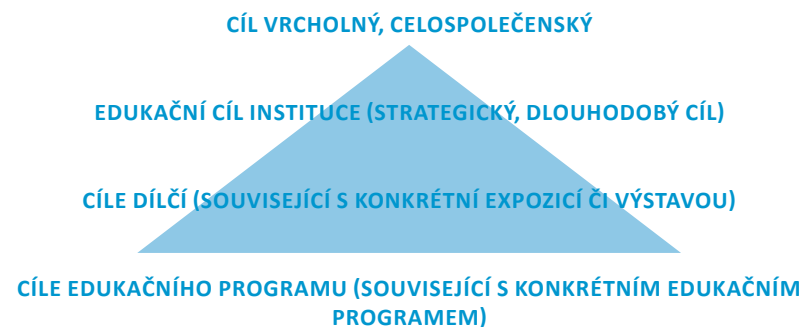 CÍL VRCHOLNÝ, CELOSPOLEČENSKÝ
EDUKAČNÍ CÍL INSTITUCE (STRATEGICKÝ, DLOUHODOBÝ CÍL)
CÍLE DÍLČÍ (SOUVISEJÍCÍ S KONKRÉTNÍ EXPOZICÍ ČI VÝSTAVOU)
CÍLE EDUKAČNÍHO PROGRAMU (SOUVISEJÍCÍ S KONKRÉTNÍM EDUKAČNÍM
PROGRAMEM)